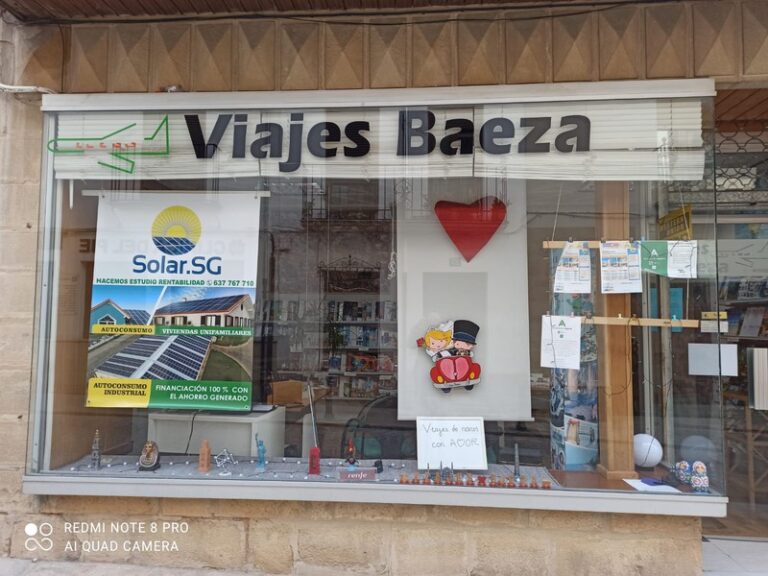 Viajes Baeza
Solar.SG
HACEMOS ESTUDIO RENTABILIDAD 637 767 710
AUTOCONSUMO
VIVIENDAS UNIFAMILIARES
AUTOCONSUMO
INDUSTRIAL
FINANCIACIÓN 100 % CON
EL AHORRO GENERADO
Viajes de novios
con AMOR
renfe
REDMI NOTE 8 PRO
AI QUAD CAMERA